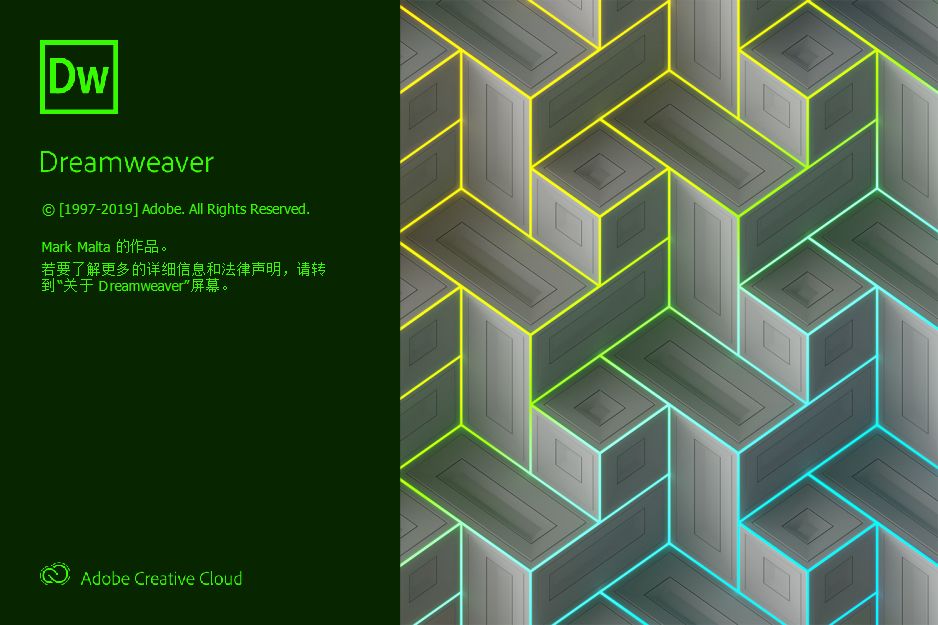 Dw
Dreamweaver
© [1997-2019] Adobe. All Rights Reserved.
Mark Malta 的作品。
若要了解更多的详细信息和法律声明，请转
到“关于 Dreamweaver”屏幕。
Adobe Creative Cloud